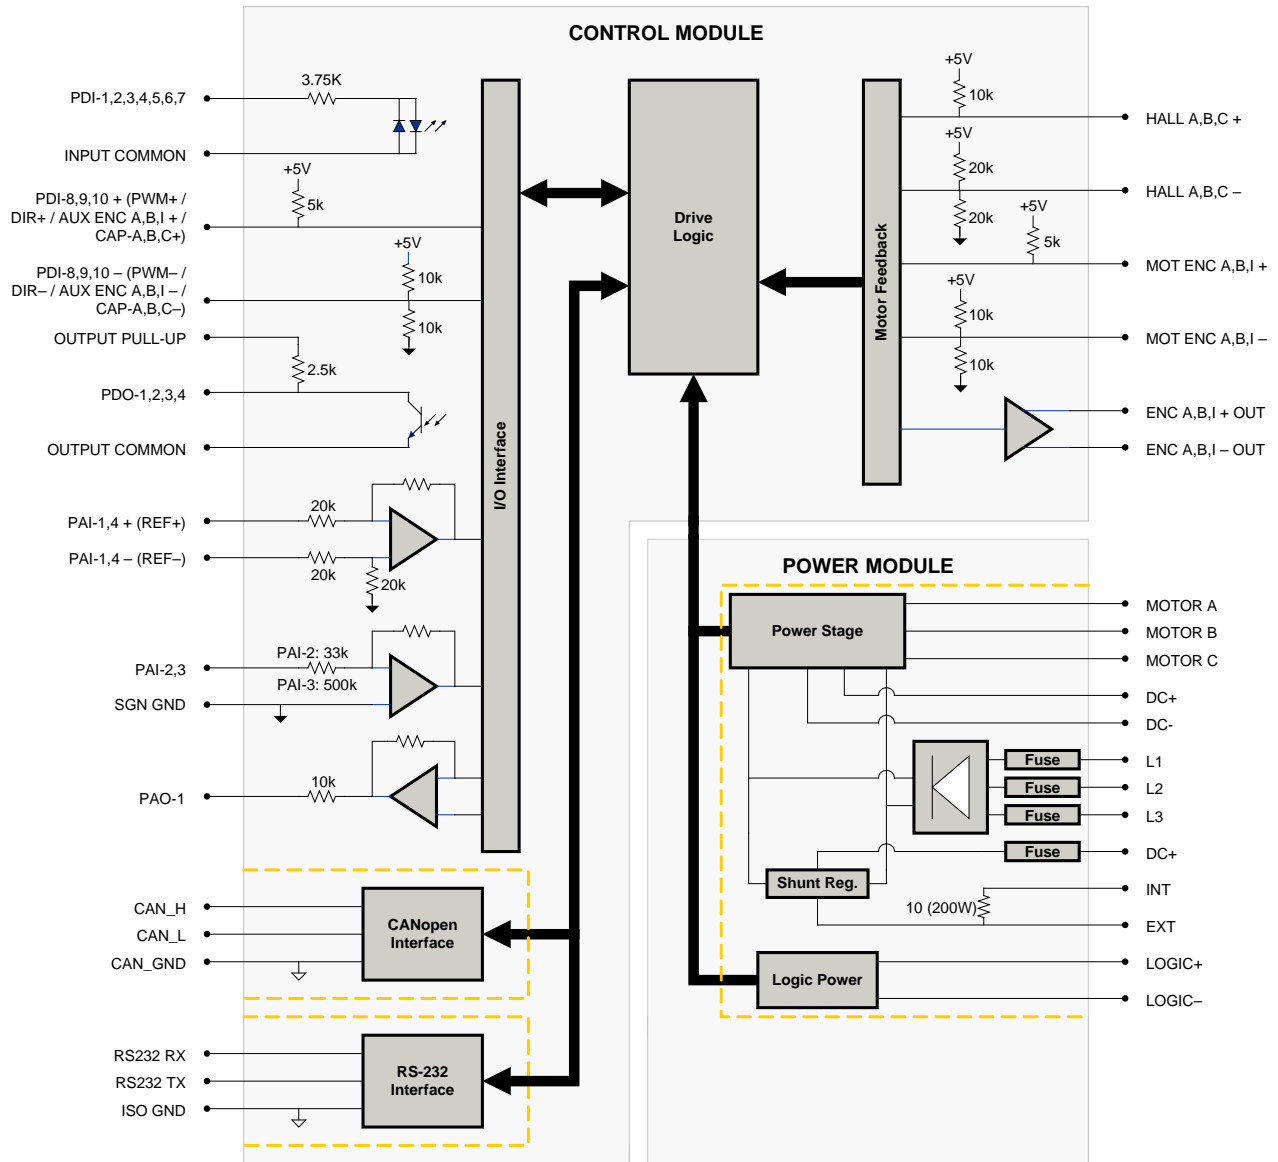 CONTROL MODULE
PDI-1,2,3,4,5,6,7
3.75K
INPUT COMMON
+5V
5k
PDI-8,9,10 + (PWM+ /
DIR+ / AUX ENC A,B,I + /
CAP-A,B,C+)
+5V
10k
10k
PDI-8,9,10 – (PWM– /
DIR– / AUX ENC A,B,I – /
CAP-A,B,C–)
OUTPUT PULL-UP
2.5k
PDO-1,2,3,4
OUTPUT COMMON
20k
PAI-1,4 + (REF+)
PAI-1,4 – (REF–)
20k
20k
PAI-2: 33k
PAI-2,3
PAI-3: 500k
SGN GND
10k
PAO-1
I/O Interface
CAN_H
CAN_L
CAN_GND
CANopen
Interface
RS232 RX
RS232 TX
ISO GND
RS-232
Interface
Drive
Logic
Motor Feedback
+5V
10k
HALL A,B,C +
+5V
20k
20k
HALL A,B,C –
+5V
5k
MOT ENC A,B,I +
+5V
10k
10k
MOT ENC A,B,I –
ENC A,B,I + OUT
ENC A,B,I – OUT
POWER MODULE
Power Stage
MOTOR A
MOTOR B
MOTOR C
DC+
DC-
Fuse
L1
Fuse
L2
Fuse
L3
Fuse
DC+
Shunt Reg.
10 (200W)
INT
EXT
Logic Power
LOGIC+
LOGIC–